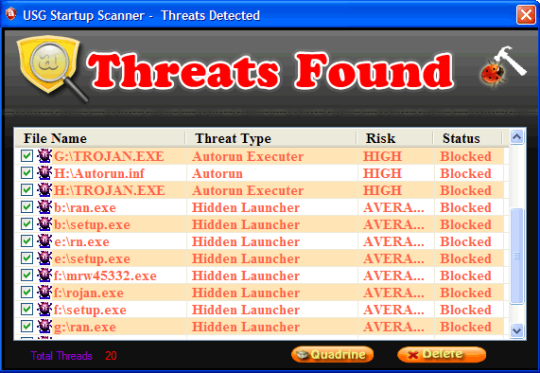 USG Startup Scanner - Threats Detected
Threats Found
File Name Threat Type Risk Status
G:\TROJAN.EXE Autorun Executer HIGH Blocked
H:\Autorun.inf Autorun HIGH Blocked
H:\TROJAN.EXE Autorun Executer HIGH Blocked
b:\ran.exe Hidden Launcher AVERA... Blocked
b:\setup.exe Hidden Launcher AVERA... Blocked
e:\rn.exe Hidden Launcher AVERA... Blocked
e:\setup.exe Hidden Launcher AVERA... Blocked
f:\mrw45332.exe Hidden Launcher AVERA... Blocked
f:\rojan.exe Hidden Launcher AVERA... Blocked
f:\setup.exe Hidden Launcher AVERA... Blocked
g:\ran.exe Hidden Launcher AVERA... Blocked
Total Threads 20 Quadrine Delete